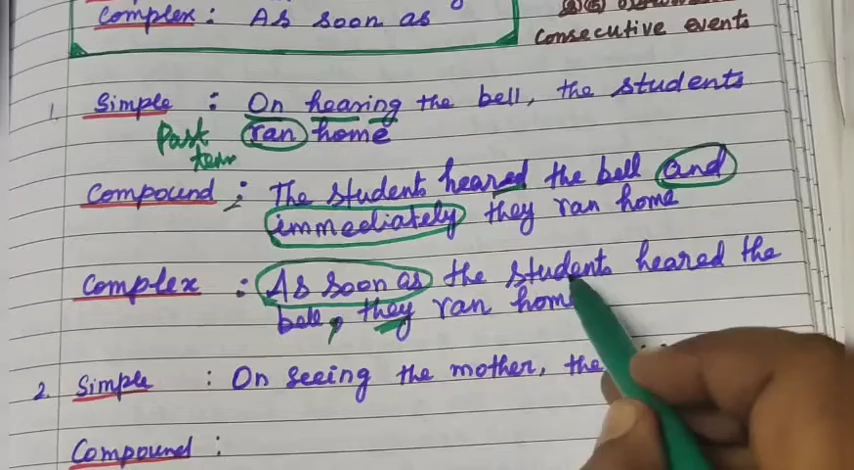 Complex: As soon as
consecutive events
1. Simple : On hearing the bell, the students
Past ran home
Compound : The student heared the bell and
immediately they ran home
Complex : As soon as the students heared the
bell, they ran home
2. Simple : On seeing the mother, the
Compound :